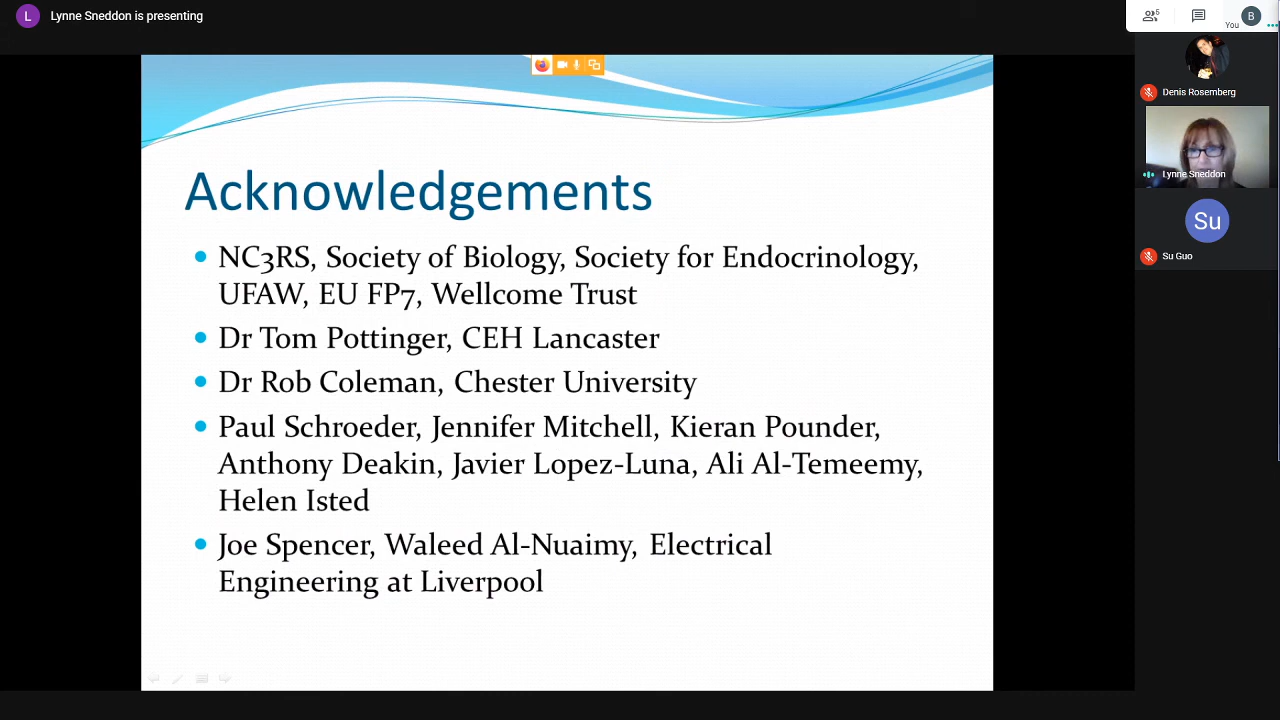 L
Lynne Sneddon is presenting
5
You
B
Denis Rosemberg
Lynne Sneddon
Su
Su Guo
Acknowledgements
NC3RS, Society of Biology, Society for Endocrinology,
UFAW, EU FP7, Wellcome Trust
Dr Tom Pottinger, CEH Lancaster
Dr Rob Coleman, Chester University
Paul Schroeder, Jennifer Mitchell, Kieran Pounder,
Anthony Deakin, Javier Lopez-Luna, Ali Al-Temeemy,
Helen Isted
Joe Spencer, Waleed Al-Nuaimy, Electrical
Engineering at Liverpool